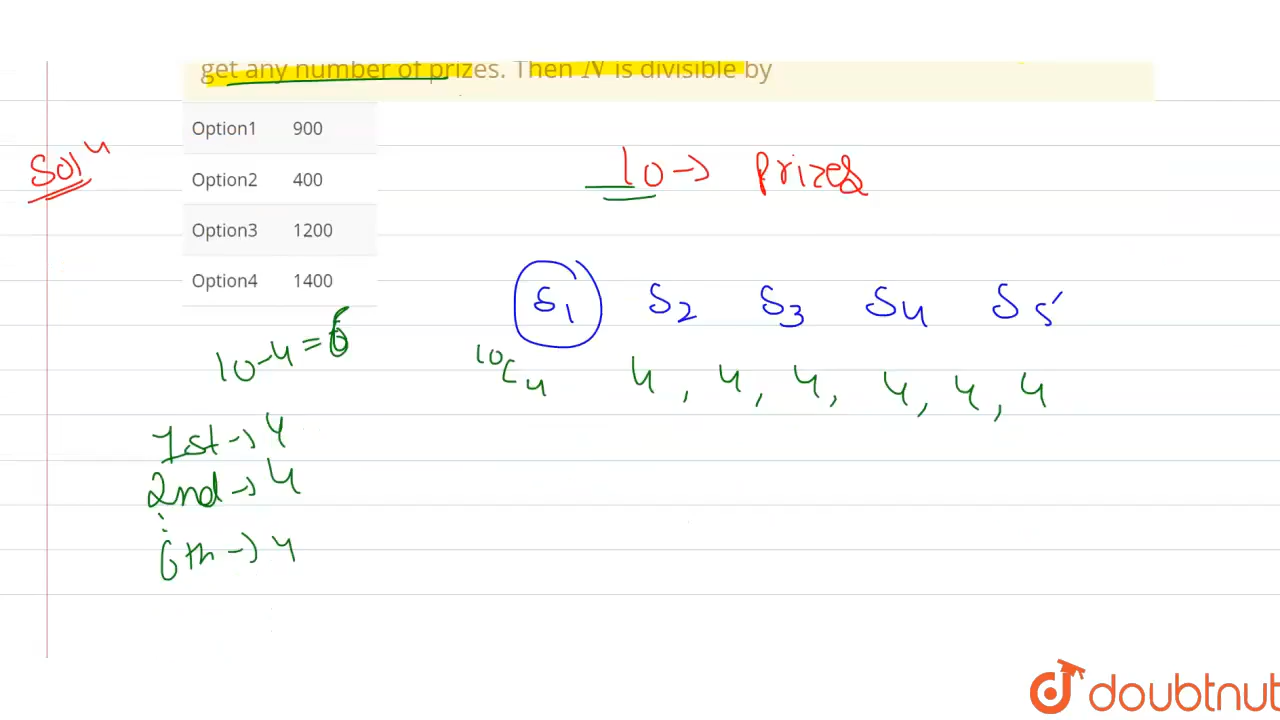 get any number of prizes. Then N is divisible by
Option1 900
Option2 400
Option3 1200
Option4 1400
Solⁿ
10 → Prizes
S₁ S₂ S₃ S₄ S₅
10-4=6
¹⁰C₄ 4, 4, 4, 4, 4, 4
1st → 4
2nd → 4
⋮
6th → 4
doubtnut